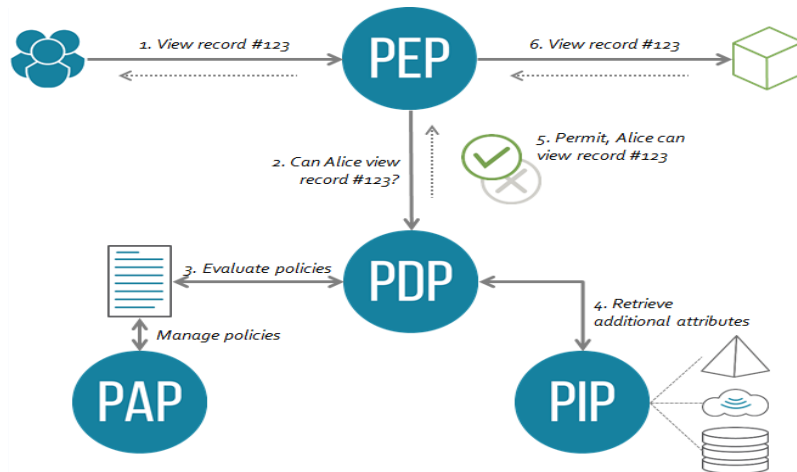 1. View record #123
PEP
6. View record #123
2. Can Alice view
record #123?
5. Permit, Alice can
view record #123
3. Evaluate policies
PDP
4. Retrieve
additional attributes
Manage policies
PAP
PIP